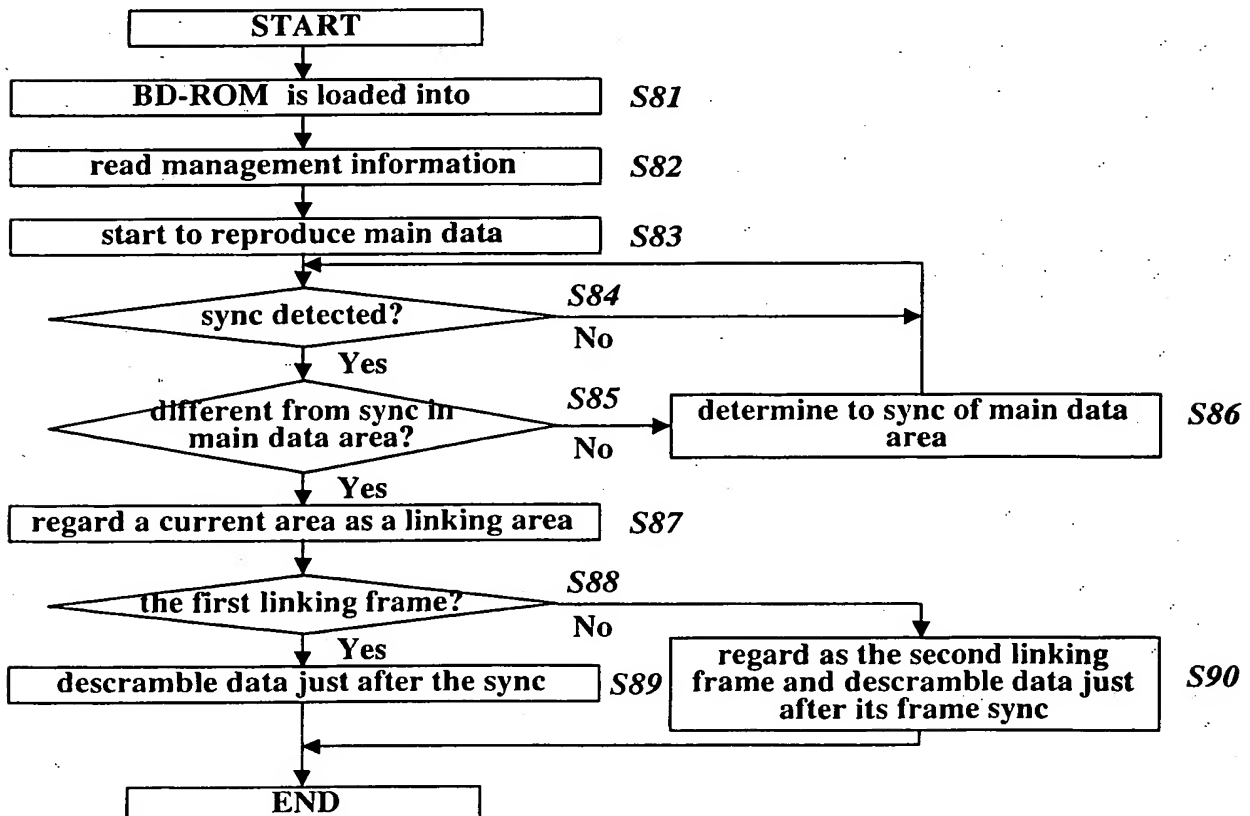 START
BD-ROM is loaded into
S81
read management information
S82
start to reproduce main data
S83
sync detected?
S84
No
Yes
different from sync in
main data area?
S85
No
determine to sync of main data
area
S86
Yes
regard a current area as a linking area
S87
the first linking frame?
S88
No
Yes
descramble data just after the sync
S89
regard as the second linking
frame and descramble data just
after its frame sync
S90
END